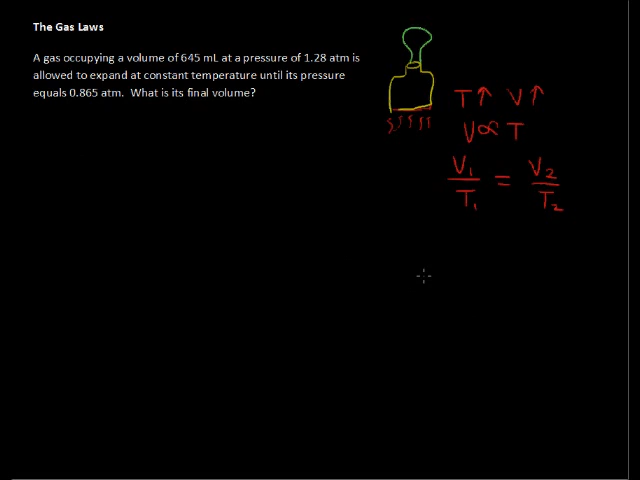 The Gas Laws
A gas occupying a volume of 645 mL at a pressure of 1.28 atm is
allowed to expand at constant temperature until its pressure
equals 0.865 atm. What is its final volume?
T↑ V↑
V∝T
V₁/T₁ = V₂/T₂